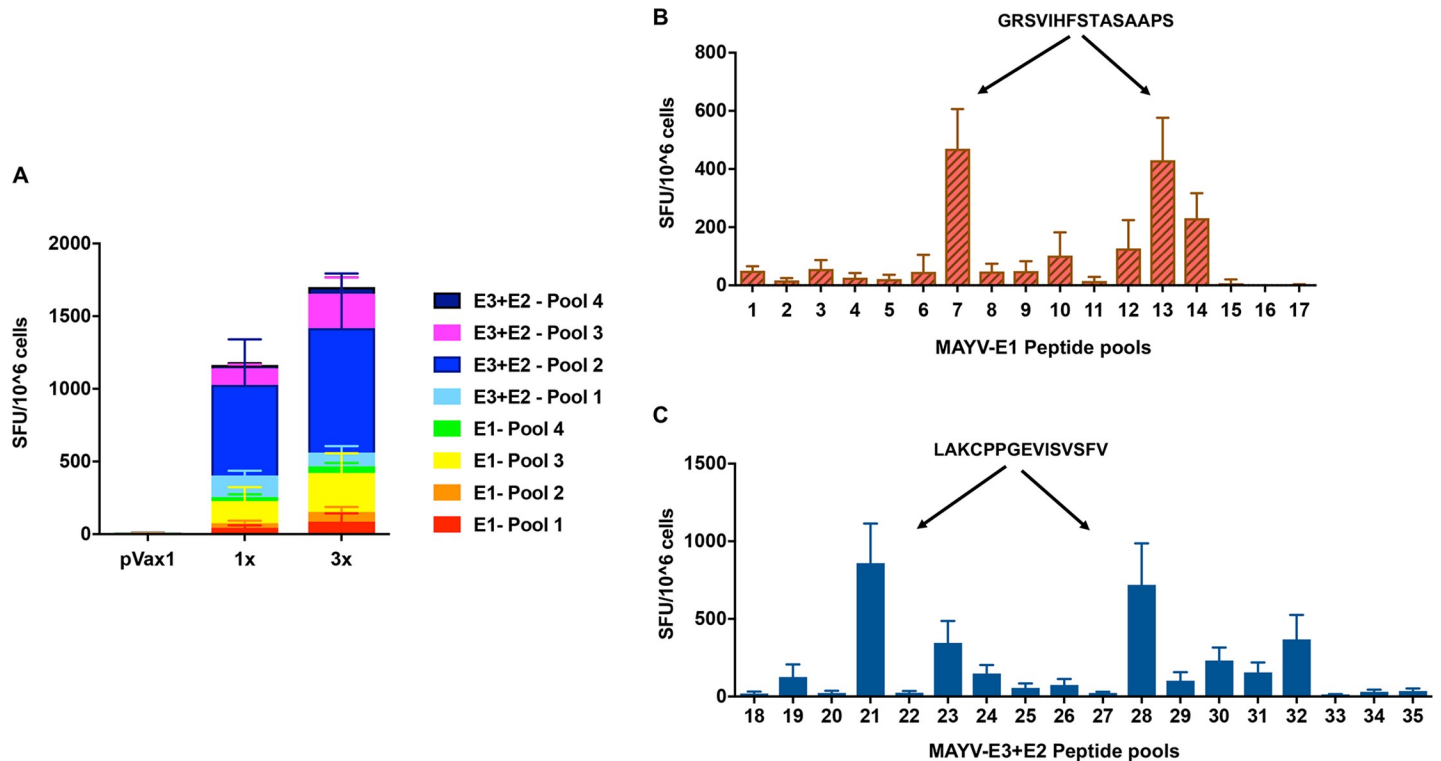 A
SFU/10^6 cells
2000
1500
1000
500
0
pVax1 1x 3x
E3+E2 - Pool 4
E3+E2 - Pool 3
E3+E2 - Pool 2
E3+E2 - Pool 1
E1- Pool 4
E1- Pool 3
E1- Pool 2
E1- Pool 1
B
GRSVIHFSTASAAPS
SFU/10^6 cells
800
600
400
200
0
1 2 3 4 5 6 7 8 9 10 11 12 13 14 15 16 17
MAYV-E1 Peptide pools
C
LAKCPPGEVISVSFV
SFU/10^6 cells
1500
1000
500
0
18 19 20 21 22 23 24 25 26 27 28 29 30 31 32 33 34 35
MAYV-E3+E2 Peptide pools